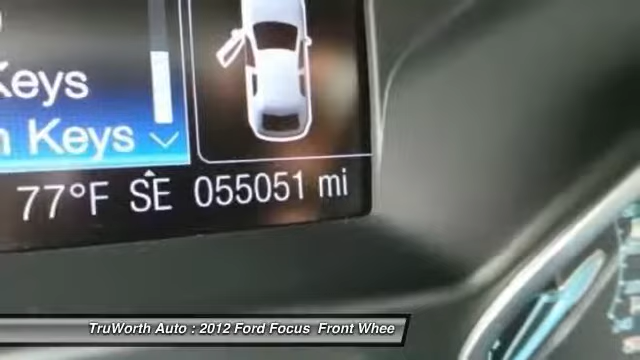 Keys
Keys
77°F SE 055051 mi
TruWorth Auto : 2012 Ford Focus Front Whee